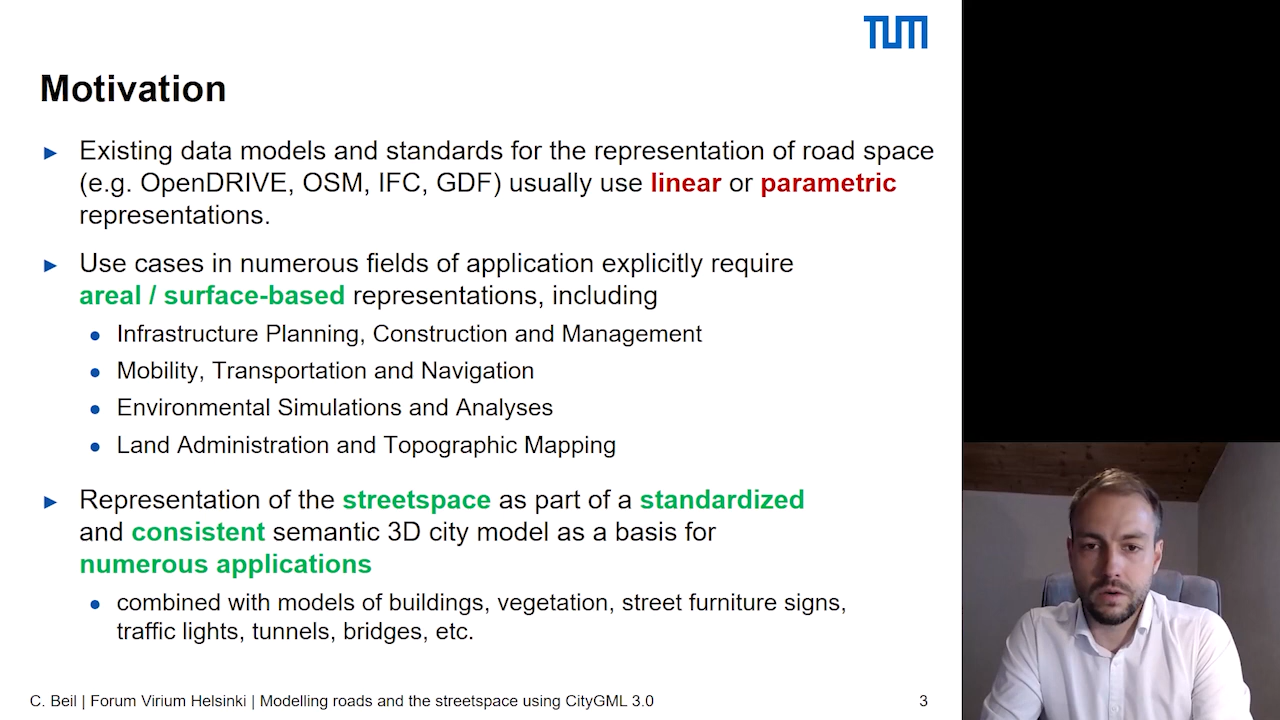 TUM
Motivation
► Existing data models and standards for the representation of road space
(e.g. OpenDRIVE, OSM, IFC, GDF) usually use linear or parametric
representations.
► Use cases in numerous fields of application explicitly require
areal / surface-based representations, including
● Infrastructure Planning, Construction and Management
● Mobility, Transportation and Navigation
● Environmental Simulations and Analyses
● Land Administration and Topographic Mapping
► Representation of the streetspace as part of a standardized
and consistent semantic 3D city model as a basis for
numerous applications
● combined with models of buildings, vegetation, street furniture signs,
traffic lights, tunnels, bridges, etc.
C. Beil | Forum Virium Helsinki | Modelling roads and the streetspace using CityGML 3.0
3